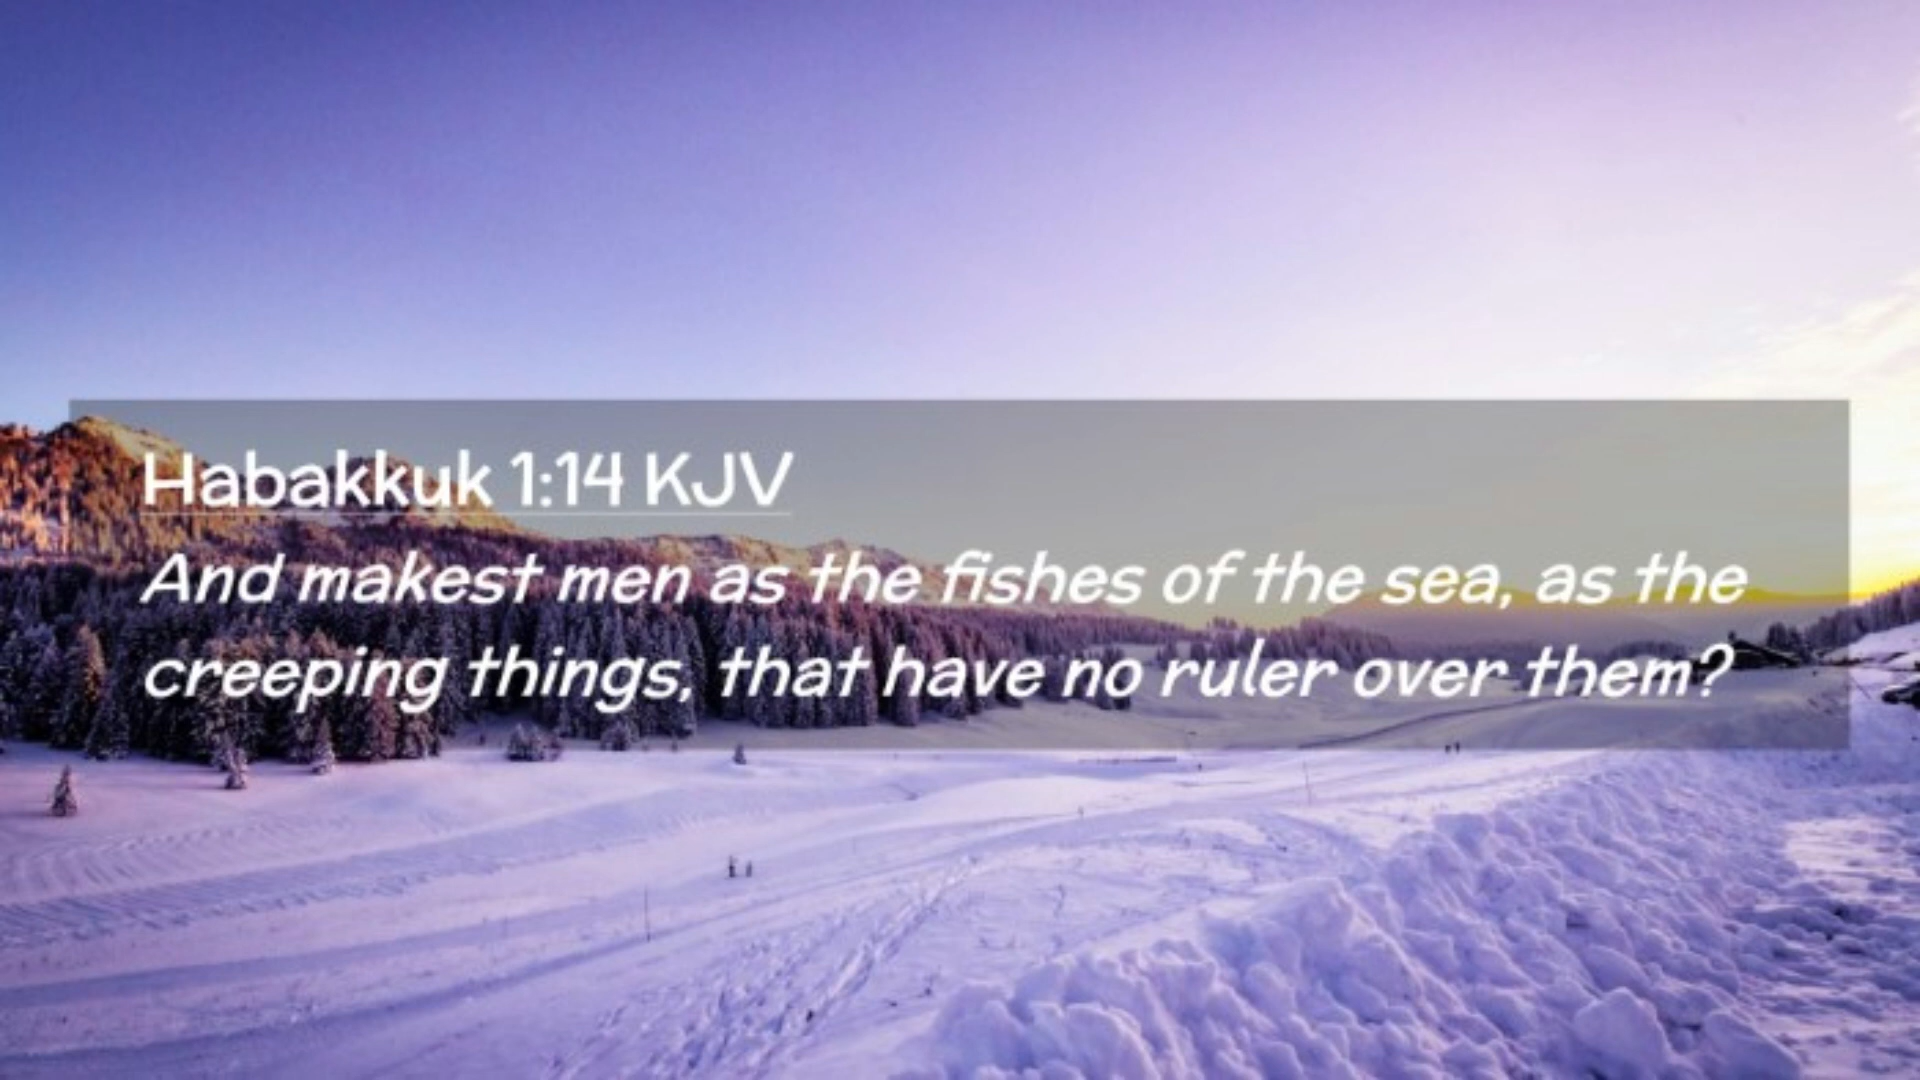 Habakkuk 1:14 KJV
And makest men as the fishes of the sea, as the
creeping things, that have no ruler over them?